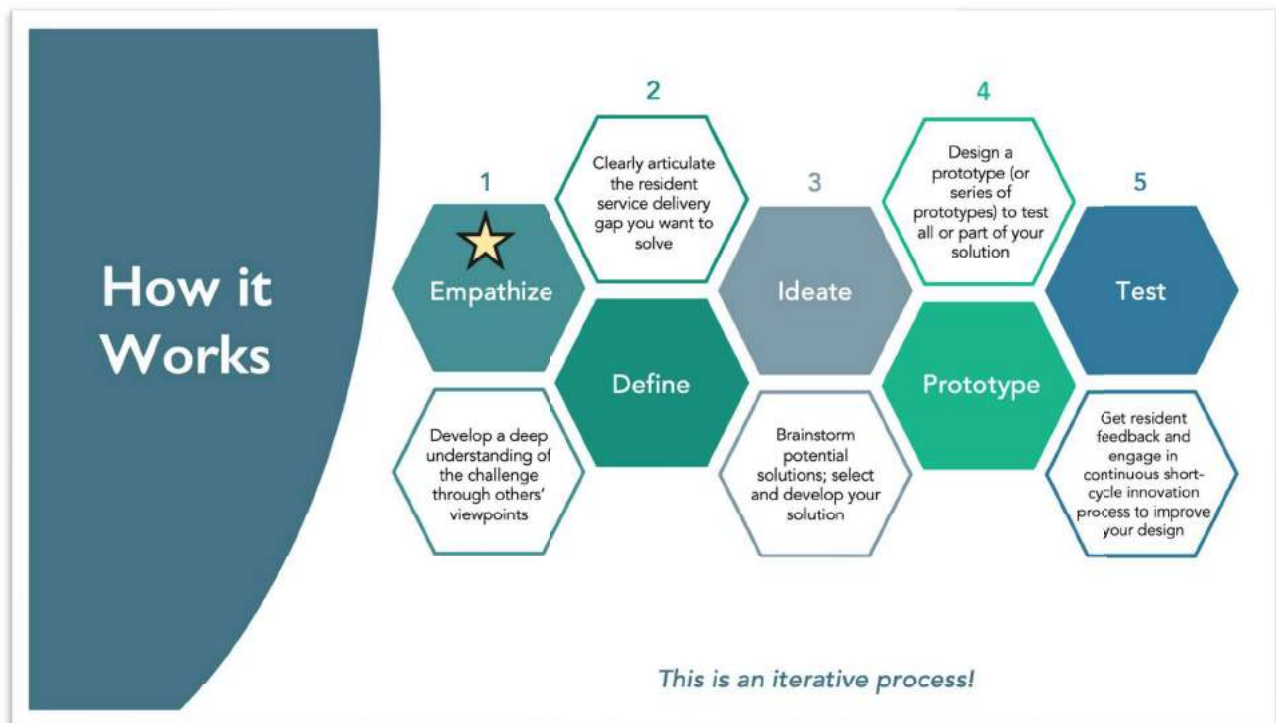 How it
Works
1
Empathize
Develop a deep
understanding of
the challenge
through others'
viewpoints
2
Clearly articulate
the resident
service delivery
gap you want to
solve
Define
3
Ideate
Brainstorm
potential
solutions; select
and develop your
solution
4
Design a
prototype (or
series of
prototypes) to test
all or part of your
solution
Prototype
5
Test
Get resident
feedback and
engage in
continuous short-
cycle innovation
process to improve
your design
This is an iterative process!